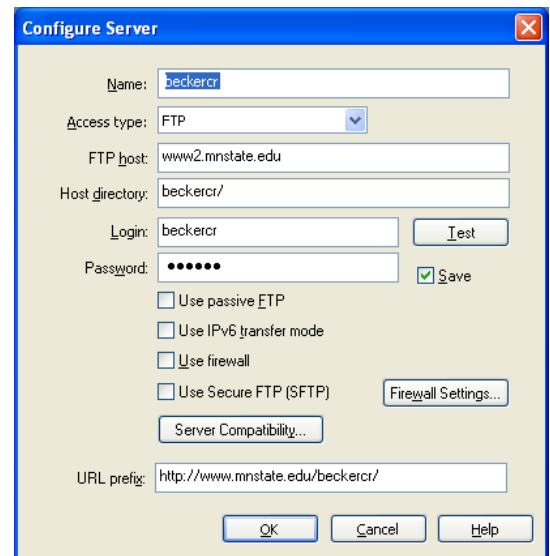 Configure Server
Name: beckercr
Access type: FTP
FTP host: www2.mnstate.edu
Host directory: beckercr/
Login: beckercr Test
Password: ●●●●●● Save
Use passive FTP
Use IPv6 transfer mode
Use firewall
Use Secure FTP (SFTP) Firewall Settings...
Server Compatibility...
URL prefix: http://www.mnstate.edu/beckercr/
OK Cancel Help